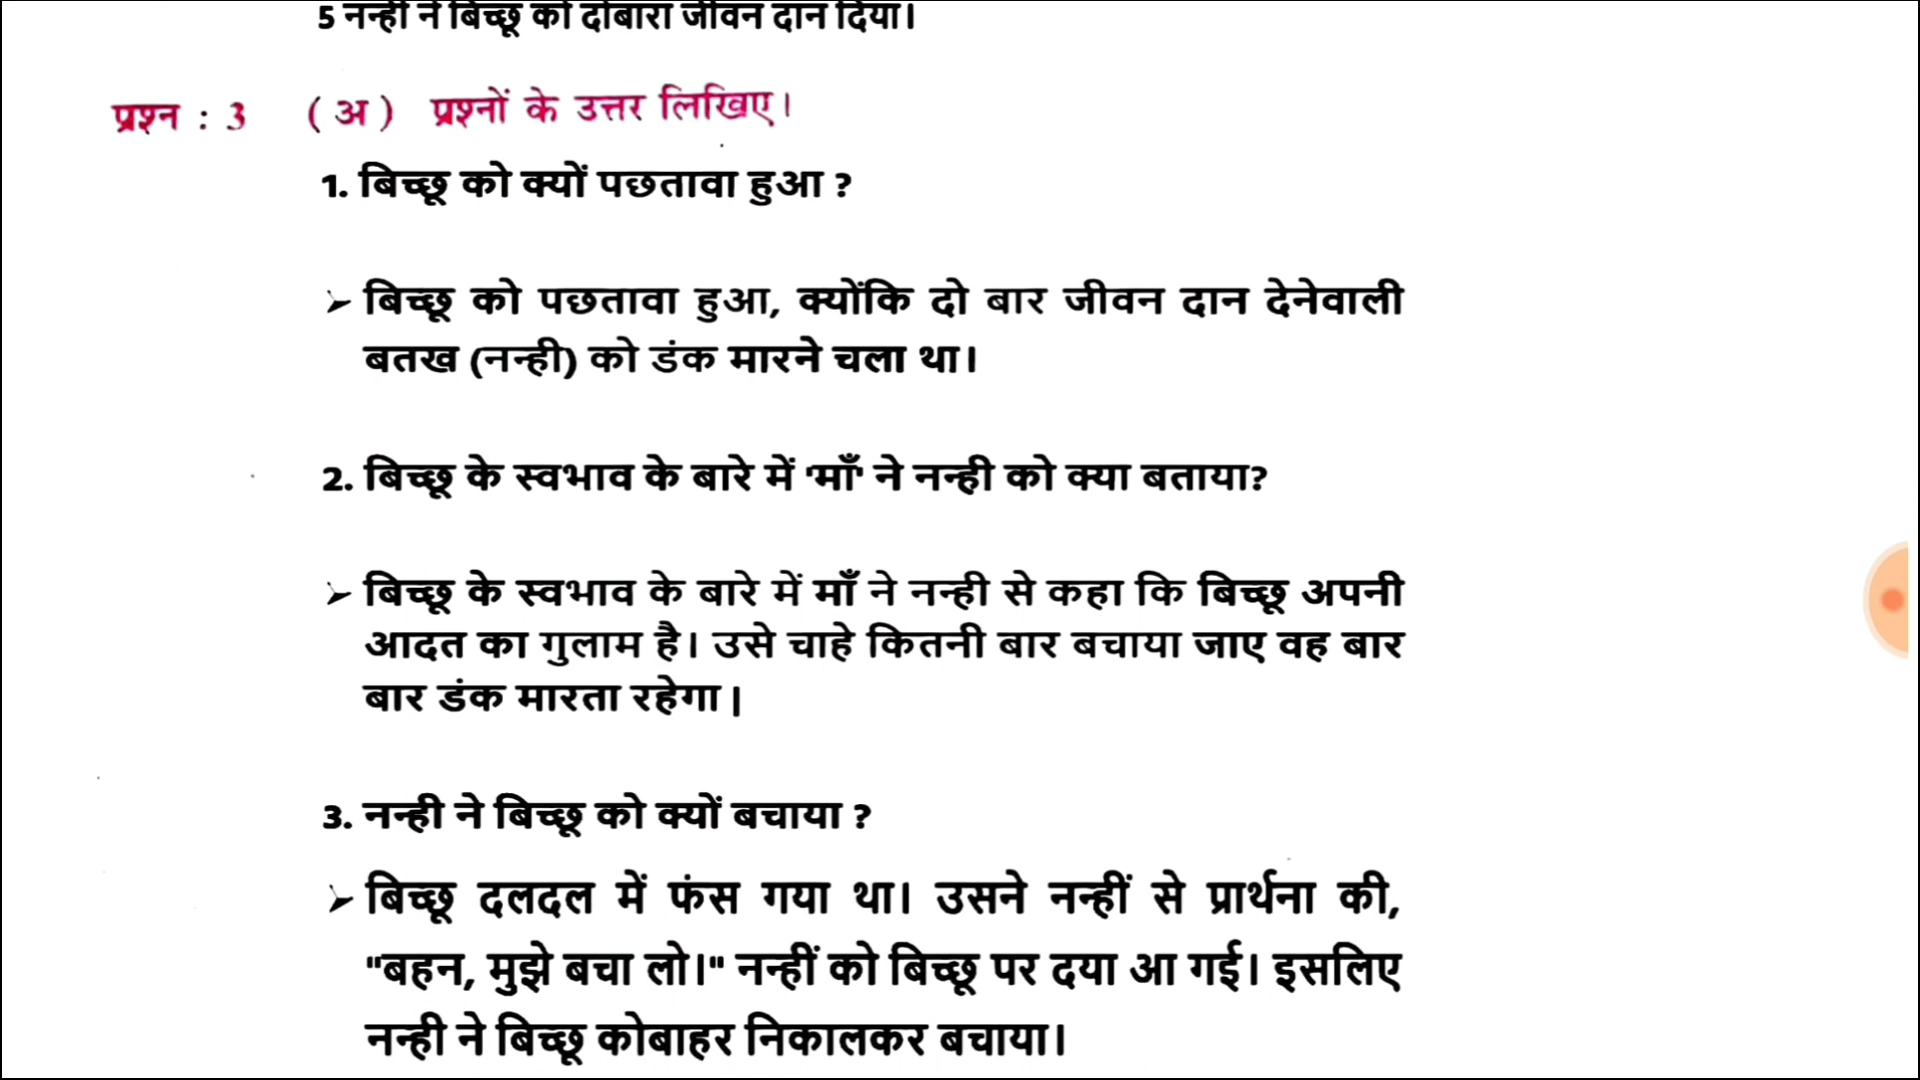 5 नन्ही ने बिच्छू को दोबारा जीवन दान दिया।
प्रश्न : 3 ( अ ) प्रश्नों के उत्तर लिखिए।
1. बिच्छू को क्यों पछतावा हुआ ?
➢ बिच्छू को पछतावा हुआ, क्योंकि दो बार जीवन दान देनेवाली
बतख (नन्ही) को डंक मारने चला था।
2. बिच्छू के स्वभाव के बारे में 'माँ' ने नन्ही को क्या बताया?
➢ बिच्छू के स्वभाव के बारे में माँ ने नन्ही से कहा कि बिच्छू अपनी
आदत का गुलाम है। उसे चाहे कितनी बार बचाया जाए वह बार
बार डंक मारता रहेगा |
3. नन्ही ने बिच्छू को क्यों बचाया ?
➢ बिच्छू दलदल में फंस गया था। उसने नन्हीं से प्रार्थना की,
"बहन, मुझे बचा लो।" नन्हीं को बिच्छू पर दया आ गई। इसलिए
नन्ही ने बिच्छू कोबाहर निकालकर बचाया।